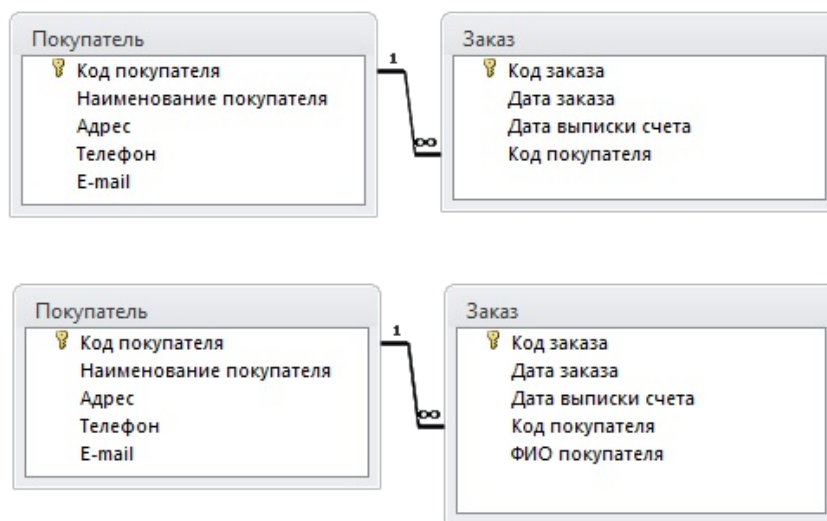 Покупатель
Код покупателя
Наименование покупателя
Адрес
Телефон
E-mail
1
∞
Заказ
Код заказа
Дата заказа
Дата выписки счета
Код покупателя
Покупатель
Код покупателя
Наименование покупателя
Адрес
Телефон
E-mail
1
∞
Заказ
Код заказа
Дата заказа
Дата выписки счета
Код покупателя
ФИО покупателя